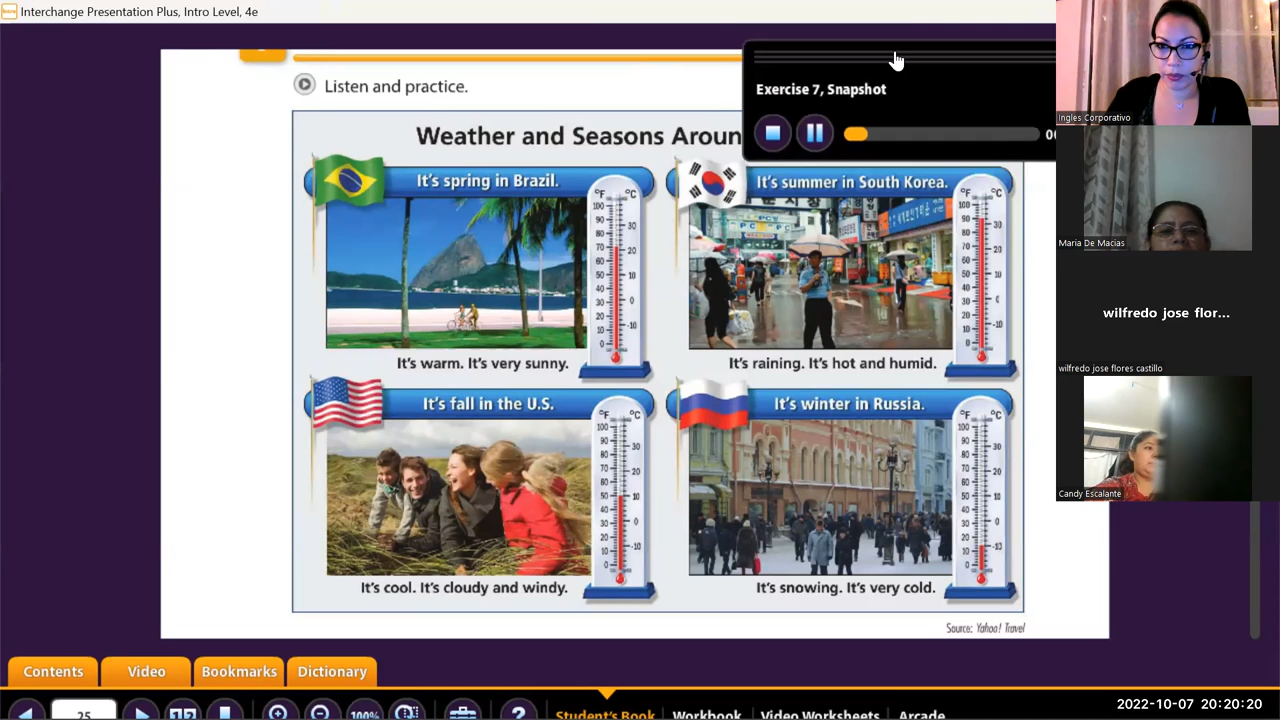 Interchange Presentation Plus, Intro Level, 4e
Listen and practice.
Exercise 7, Snapshot
Weather and Seasons Aroun
It's spring in Brazil.
It's warm. It's very sunny.
It's summer in South Korea.
It's raining. It's hot and humid.
It's fall in the U.S.
It's cool. It's cloudy and windy.
It's winter in Russia.
It's snowing. It's very cold.
Source: Yahoo! Travel
Ingles Corporativo
Maria De Macias
wilfredo jose flor...
wilfredo jose flores castillo
Candy Escalante
Contents
Video
Bookmarks
Dictionary
25
100%
Student's Book
Workbook
Video Worksheets
Arcade
2022-10-07 20:20:20